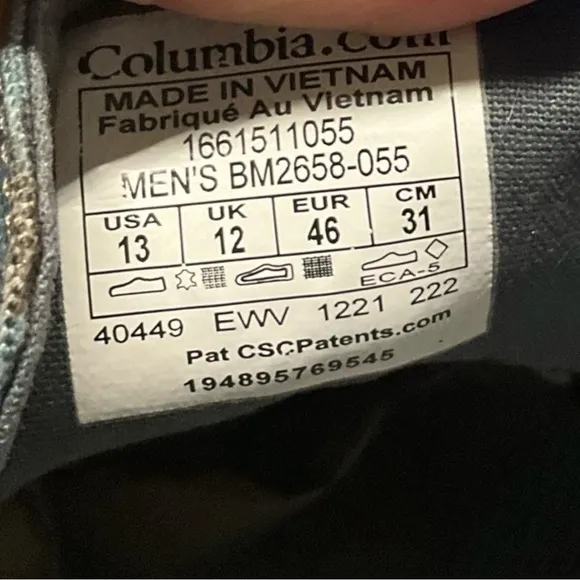 Columbia.com
MADE IN VIETNAM
Fabriqué Au Vietnam
1661511055
MEN'S BM2658-055
USA UK EUR CM
13 12 46 31
ECA-5
40449 EWV 1221 222
Pat CSCPatents.com
194895769545